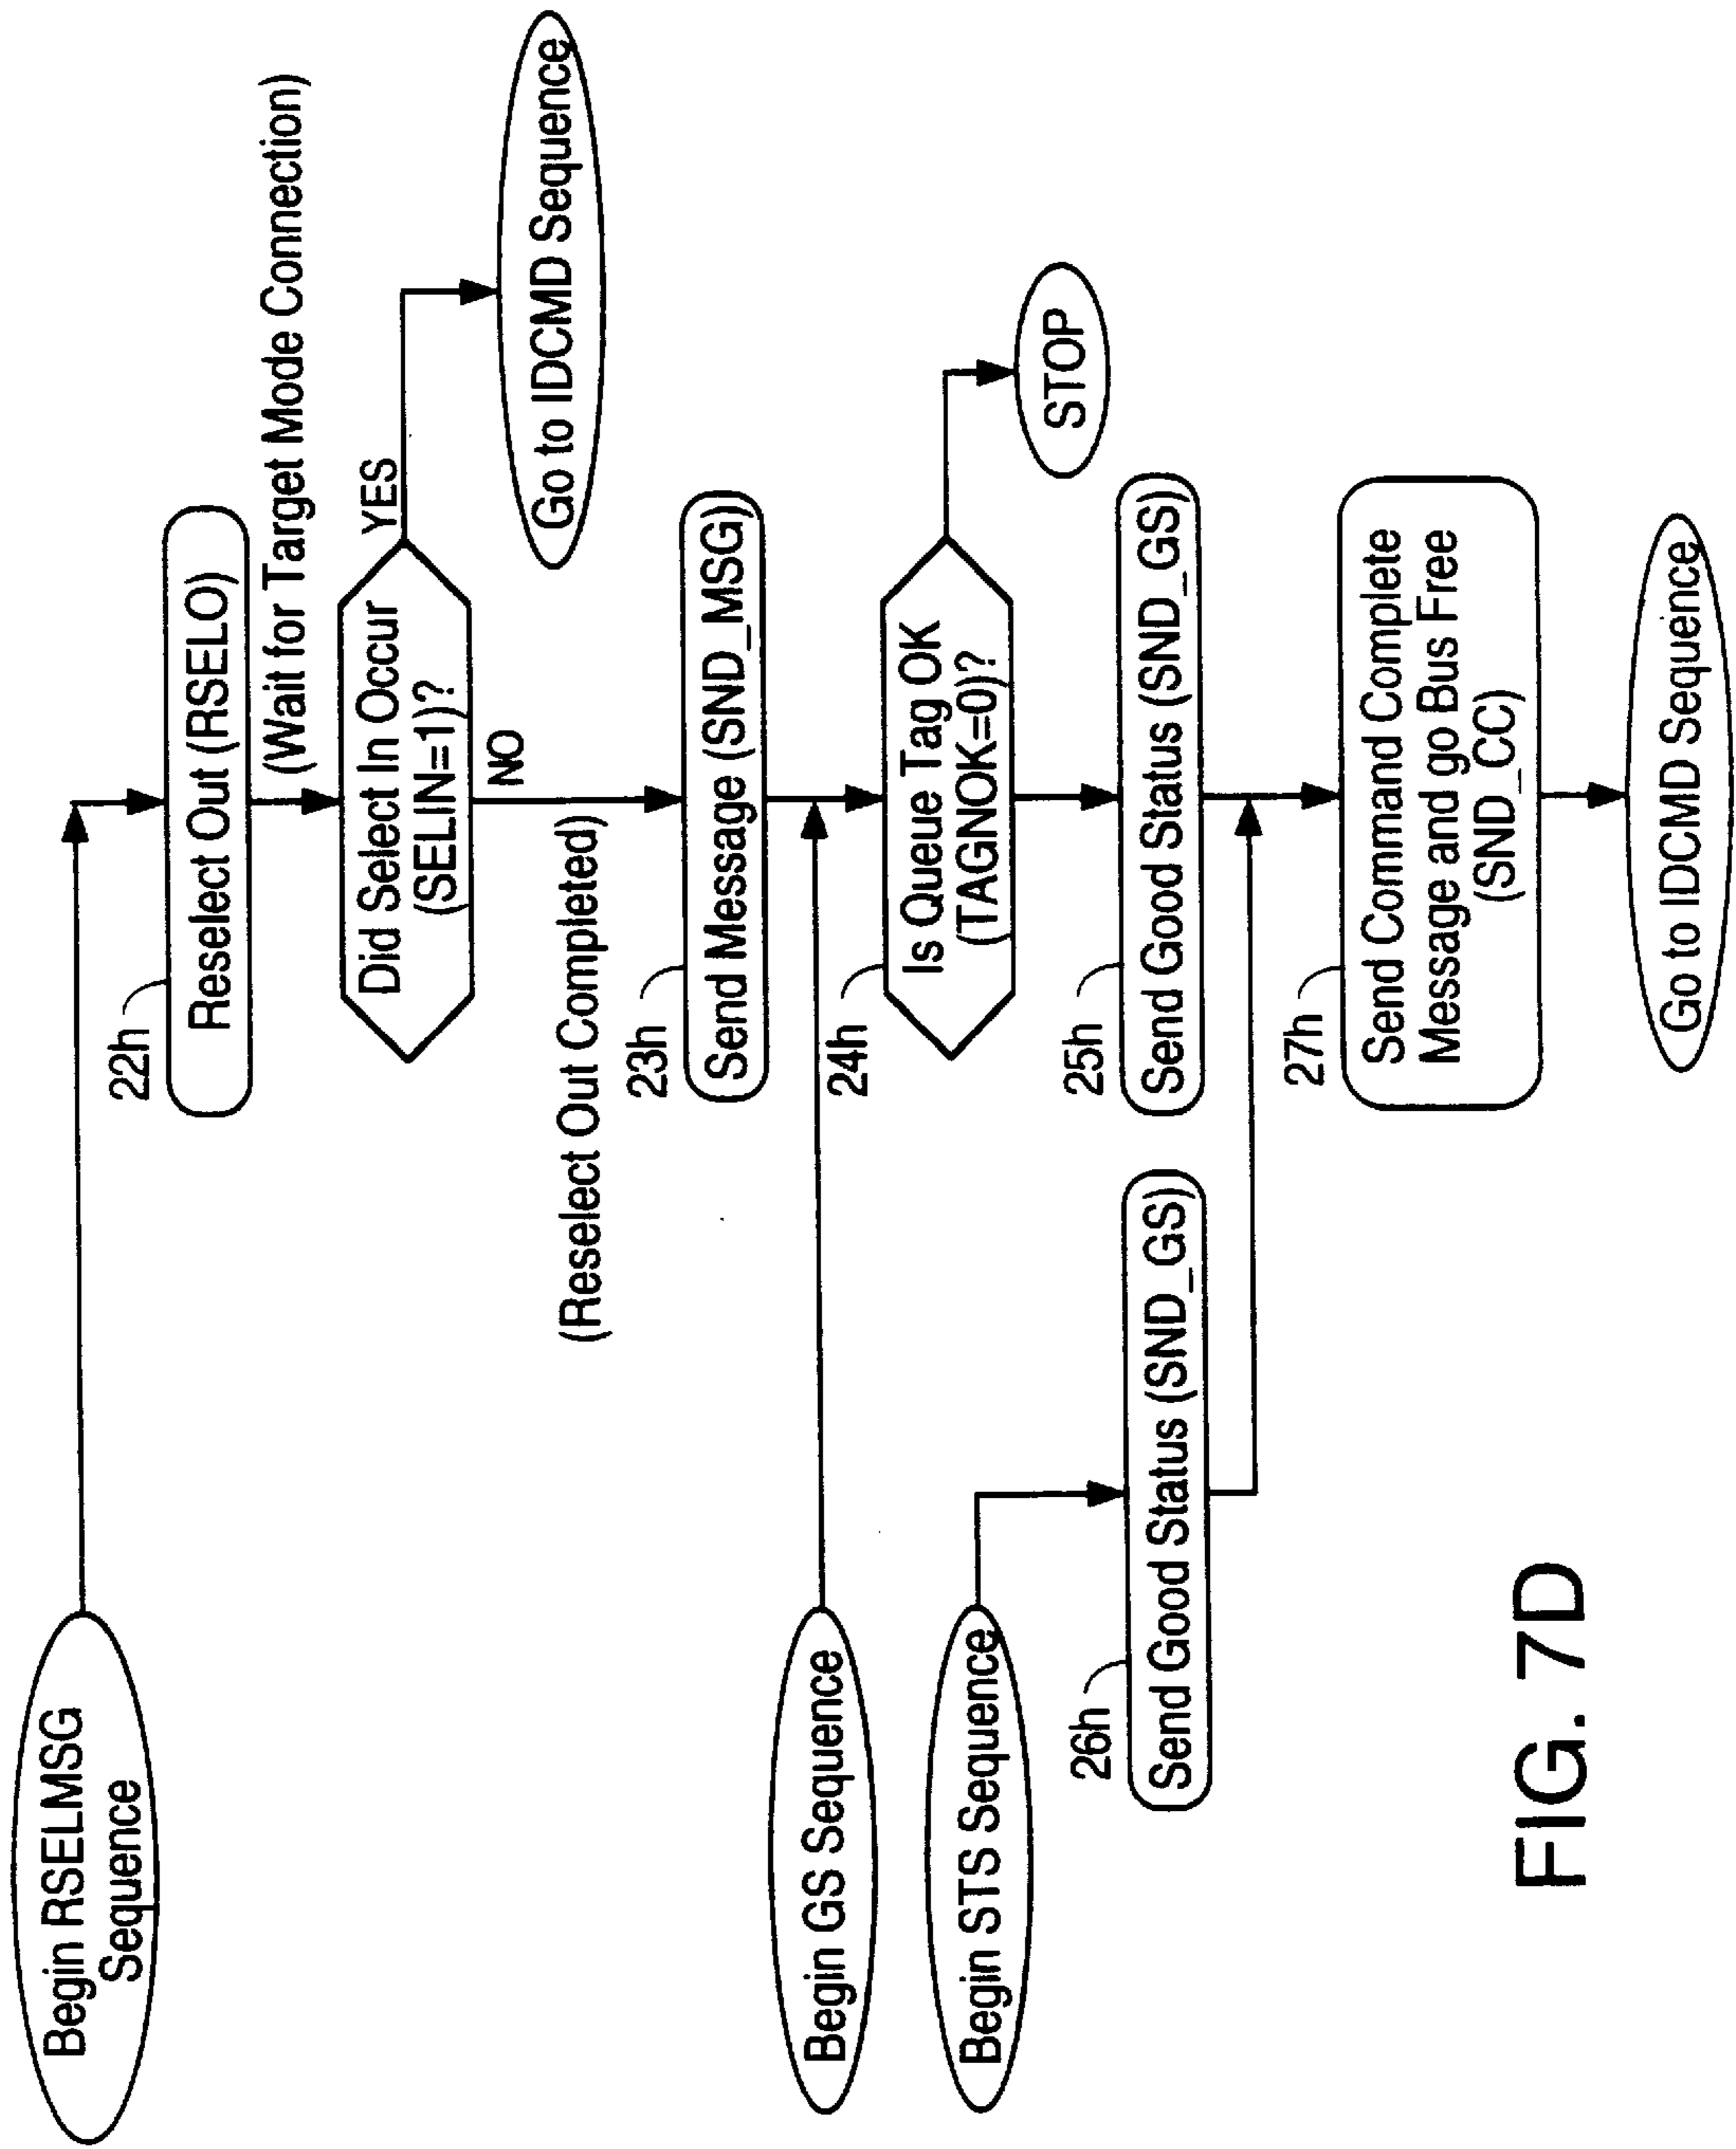 Begin RSELMSG
Sequence
22h
Reselect Out (RSELO)
(Wait for Target Mode Connection)
Did Select In Occur
(SELIN=1)?
YES
Go to IDCMD Sequence
NO
(Reselect Out Completed)
23h
Send Message (SND_MSG)
Begin GS Sequence
24h
Is Queue Tag OK
(TAGNOK=0)?
STOP
Begin STS Sequence
25h
Send Good Status (SND_GS)
26h
Send Good Status (SND_GS)
27h
Send Command Complete
Message and go Bus Free
(SND_CC)
Go to IDCMD Sequence
FIG. 7D